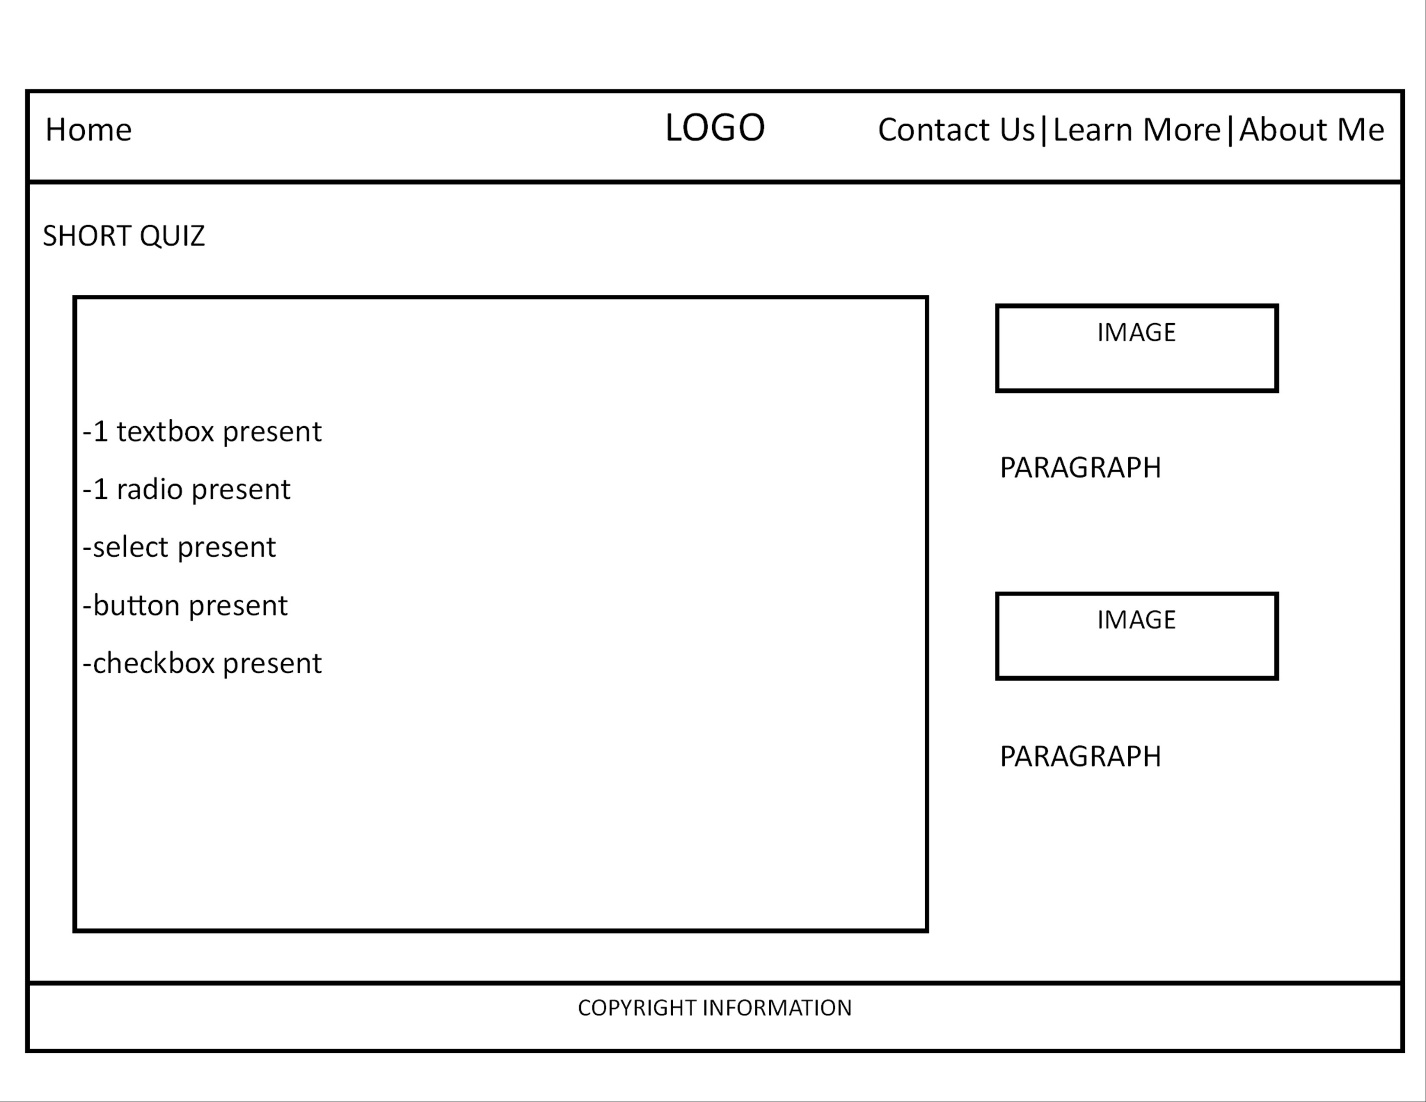 Home LOGO Contact Us|Learn More|About Me
SHORT QUIZ
-1 textbox present
-1 radio present
-select present
-button present
-checkbox present
IMAGE
PARAGRAPH
IMAGE
PARAGRAPH
COPYRIGHT INFORMATION